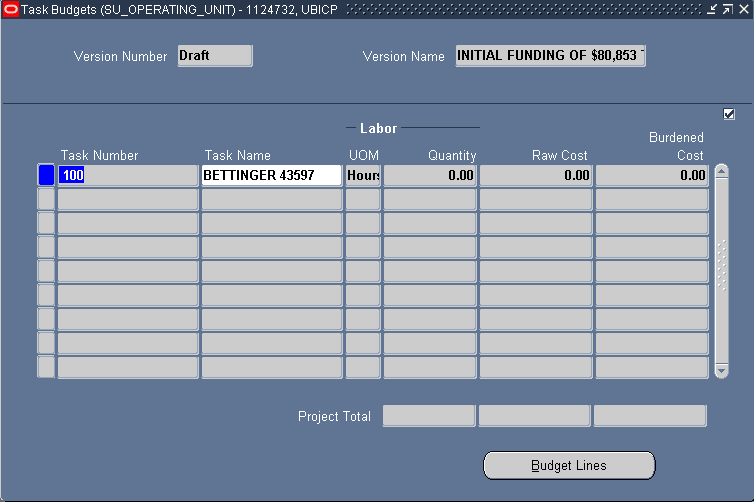 Task Budgets (SU_OPERATING_UNIT) - 1124732, UBICP
Version Number Draft Version Name INITIAL FUNDING OF $80,853
Labor
Burdened
Task Number Task Name UOM Quantity Raw Cost Cost
100 BETTINGER 43597 Hours 0.00 0.00 0.00
Project Total
Budget Lines